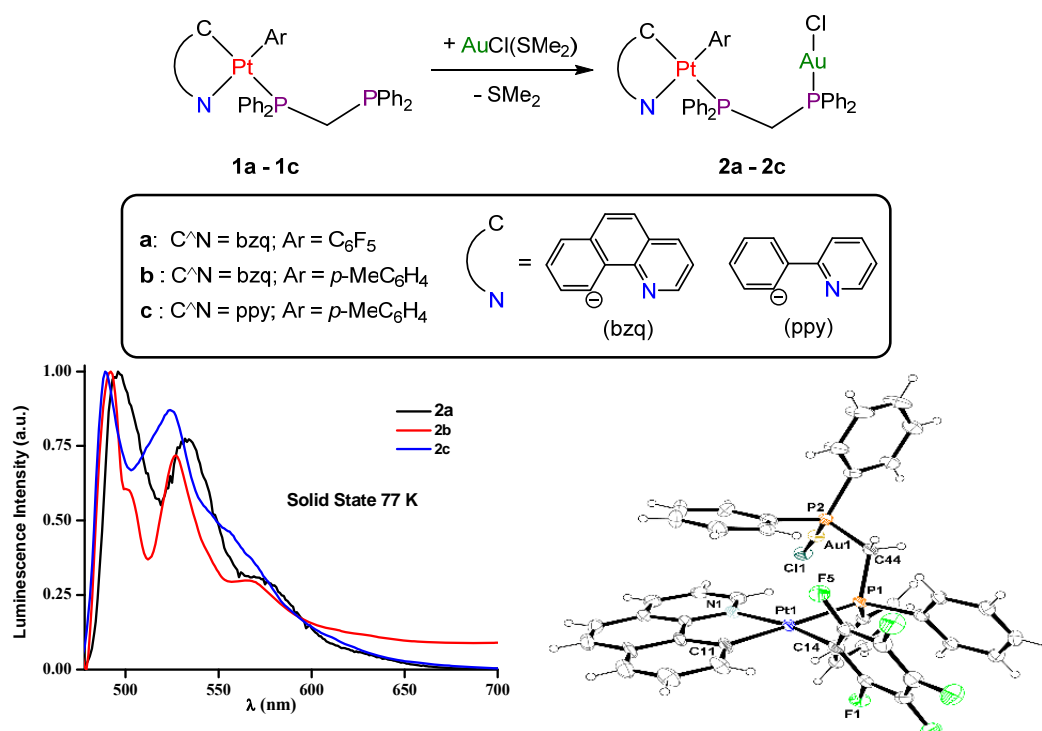 C
Ar
Pt
N
Ph₂P
PPh₂
1a - 1c
+ AuCl(SMe2)
- SMe₂
Cl
Au
C
Ar
Pt
N
Ph₂P
PPh₂
2a - 2c
a: C^N = bzq; Ar = C₆F₅
b : C^N = bzq; Ar = p-MeC₆H₄
c : C^N = ppy; Ar = p-MeC₆H₄
C
N
=
N
(bzq)
N
(ppy)
Luminescence Intensity (a.u.)
1.00
0.75
0.50
0.25
0.00
2a
2b
2c
Solid State 77 K
500
550
600
650
700
λ (nm)
P2
Au1
Cl1
C44
F5
P1
N1
Pt1
C11
C14
F1